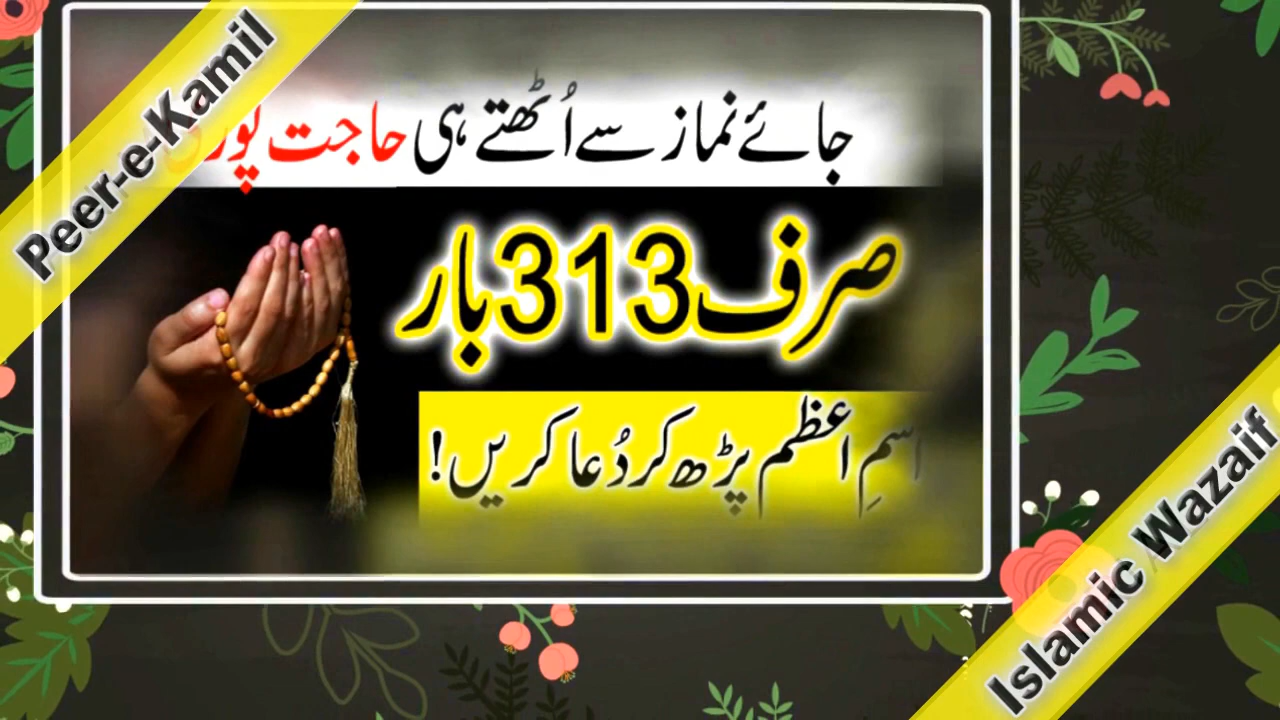 Peer-e-Kamil
جائے نماز سے اُٹھتے ہی حاجت پوری
صرف 313 بار
اسمِ اعظم پڑھ کر دُعا کریں!
Islamic Wazaif